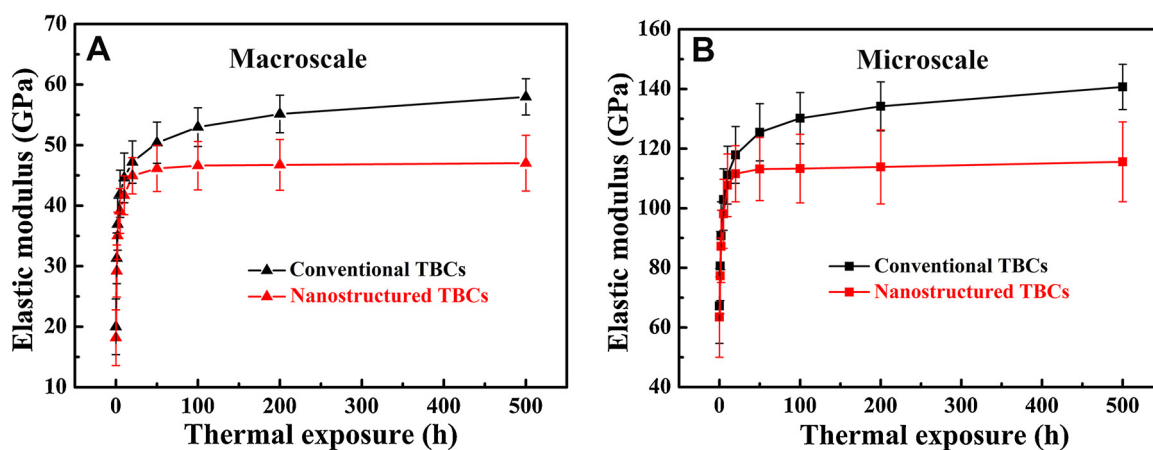 A
Macroscale
Elastic modulus (GPa)
70
60
50
40
30
20
10
Conventional TBCs
Nanostructured TBCs
0 100 200 300 400 500
Thermal exposure (h)
B
Microscale
Elastic modulus (GPa)
160
140
120
100
80
60
40
Conventional TBCs
Nanostructured TBCs
0 100 200 300 400 500
Thermal exposure (h)